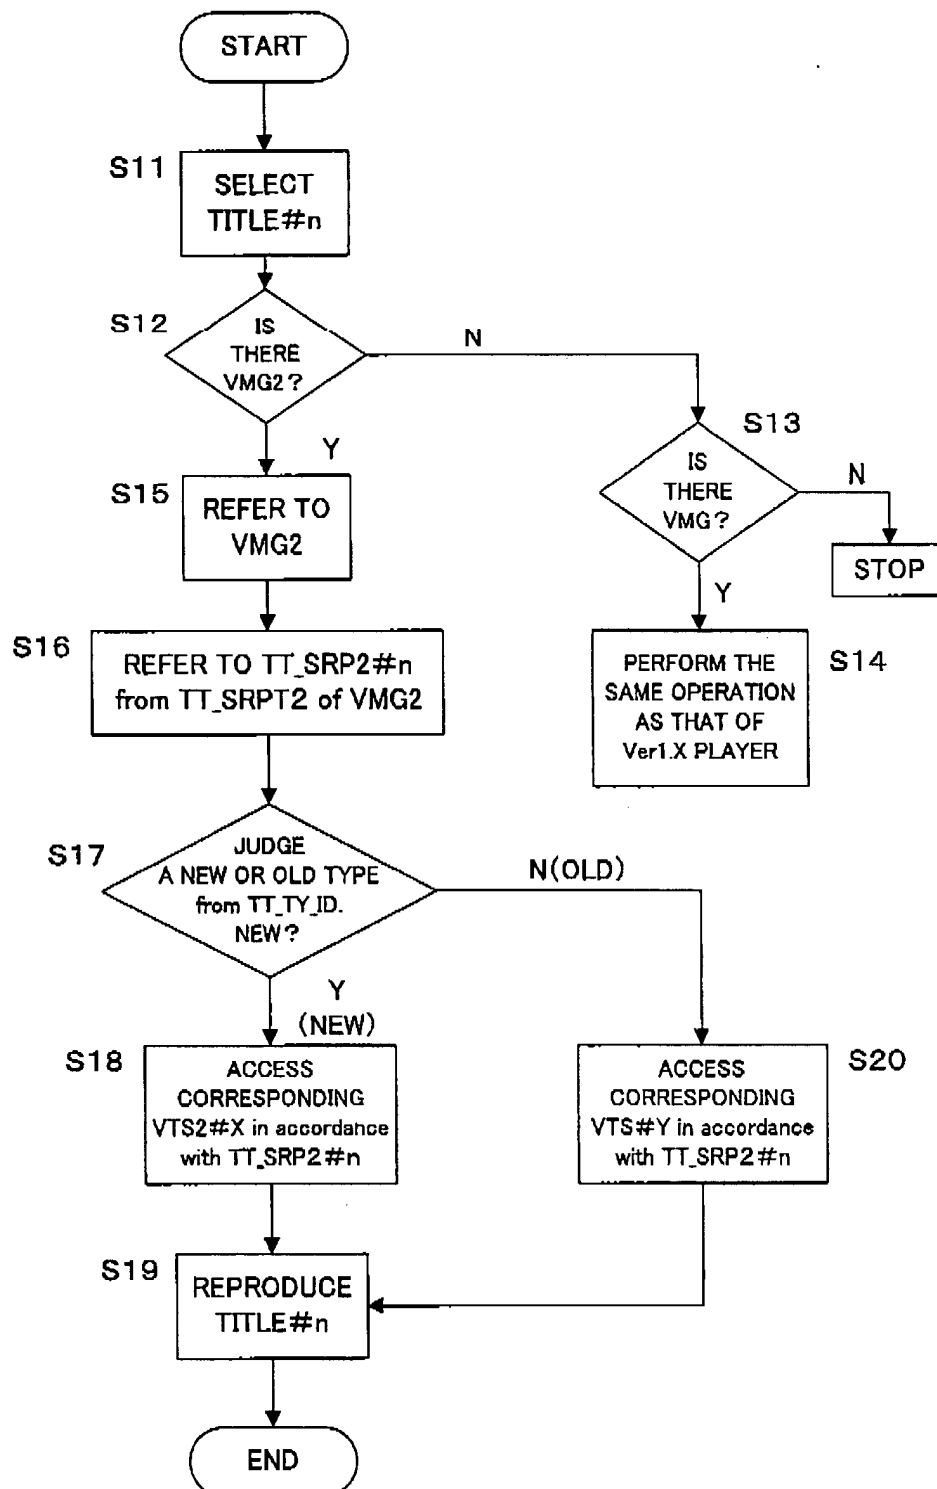 START
S11
SELECT
TITLE#n
S12
IS
THERE
VMG2?
N
Y
S13
IS
THERE
VMG?
N
STOP
Y
S15
REFER TO
VMG2
S16
REFER TO TT_SRP2#n
from TT_SRPT2 of VMG2
S14
PERFORM THE
SAME OPERATION
AS THAT OF
Ver1.X PLAYER
S17
JUDGE
A NEW OR OLD TYPE
from TT_TY_ID.
NEW?
N(OLD)
Y
(NEW)
S18
ACCESS
CORRESPONDING
VTS2#X in accordance
with TT_SRP2#n
S20
ACCESS
CORRESPONDING
VTS#Y in accordance
with TT_SRP2#n
S19
REPRODUCE
TITLE#n
END